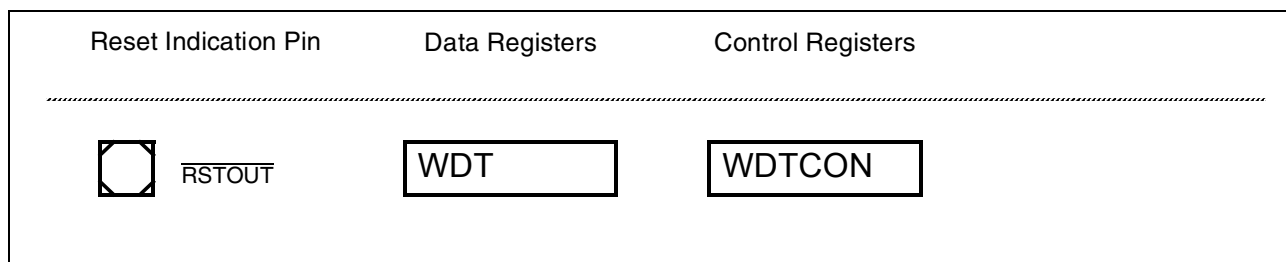 Reset Indication Pin Data Registers Control Registers
RSTOUT WDT WDTCON